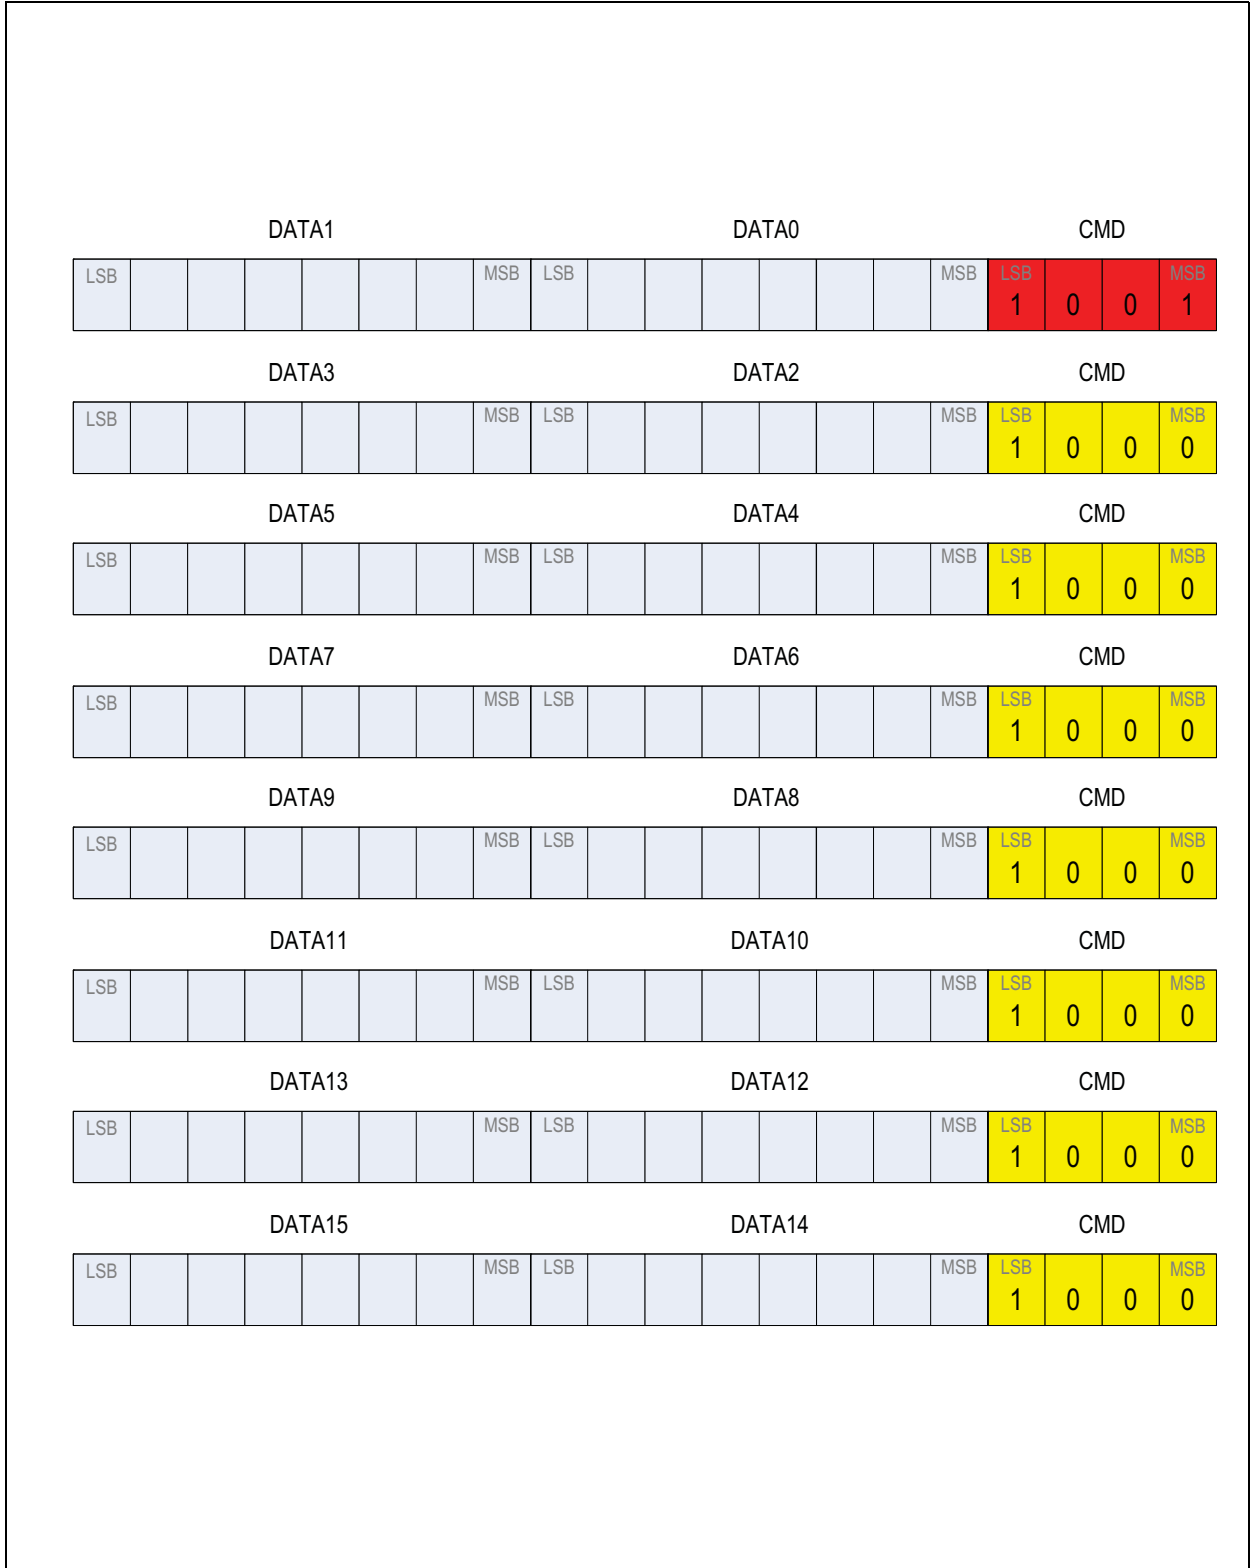 DATA1 DATA0 CMD
LSB MSB LSB MSB LSB MSB
1 0 0 1
DATA3 DATA2 CMD
LSB MSB LSB MSB LSB MSB
1 0 0 0
DATA5 DATA4 CMD
LSB MSB LSB MSB LSB MSB
1 0 0 0
DATA7 DATA6 CMD
LSB MSB LSB MSB LSB MSB
1 0 0 0
DATA9 DATA8 CMD
LSB MSB LSB MSB LSB MSB
1 0 0 0
DATA11 DATA10 CMD
LSB MSB LSB MSB LSB MSB
1 0 0 0
DATA13 DATA12 CMD
LSB MSB LSB MSB LSB MSB
1 0 0 0
DATA15 DATA14 CMD
LSB MSB LSB MSB LSB MSB
1 0 0 0